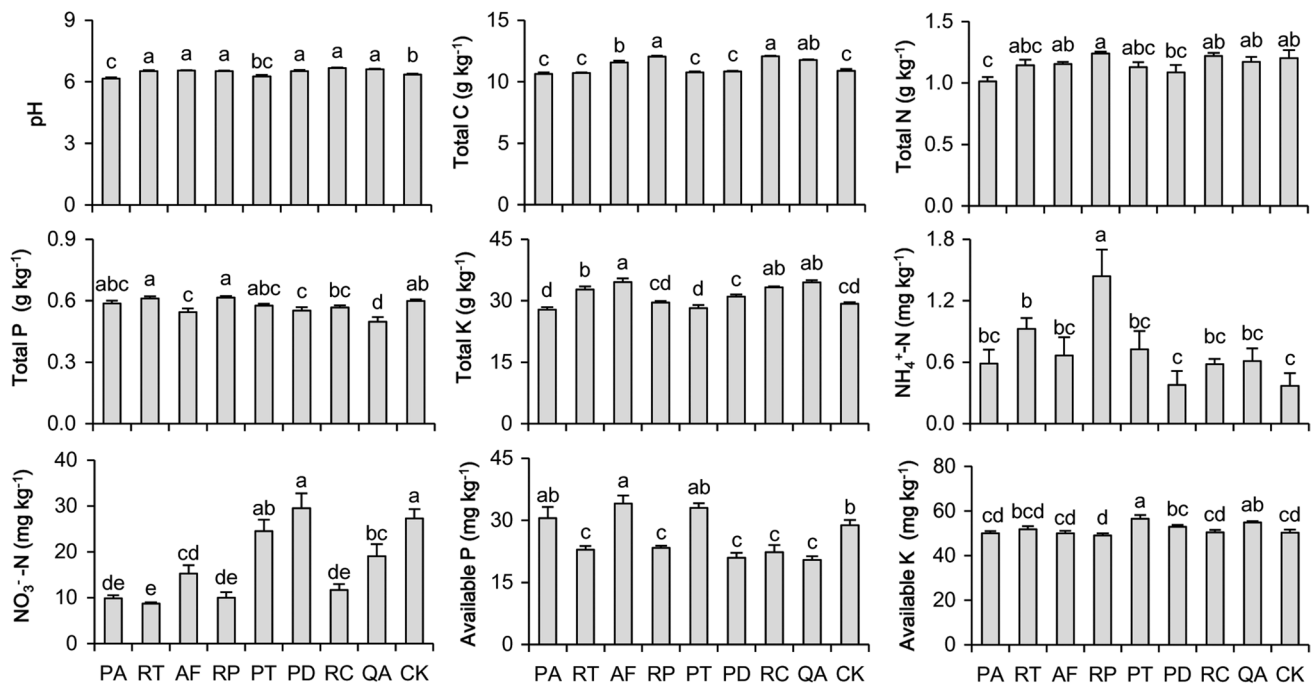 9
6
3
0
pH
c a a a bc a a a b
15
10
5
0
Total C (g kg⁻¹)
c c b a c c a ab c
1.5
1.0
0.5
0.0
Total N (g kg⁻¹)
c abc ab a abc bc ab ab ab
0.9
0.6
0.3
0.0
Total P (g kg⁻¹)
abc a c a abc c bc d ab
45
30
15
0
Total K (g kg⁻¹)
d b a cd d c ab ab cd
1.8
1.2
0.6
0.0
NH₄⁺-N (mg kg⁻¹)
bc b bc a bc c bc bc c
40
30
20
10
0
NO₃⁻-N (mg kg⁻¹)
de e cd de ab a de bc a
PA RT AF RP PT PD RC QA CK
45
30
15
0
Available P (mg kg⁻¹)
ab c a c ab c c c b
PA RT AF RP PT PD RC QA CK
80
60
40
20
0
Available K (mg kg⁻¹)
cd bcd cd d a bc cd ab cd
PA RT AF RP PT PD RC QA CK